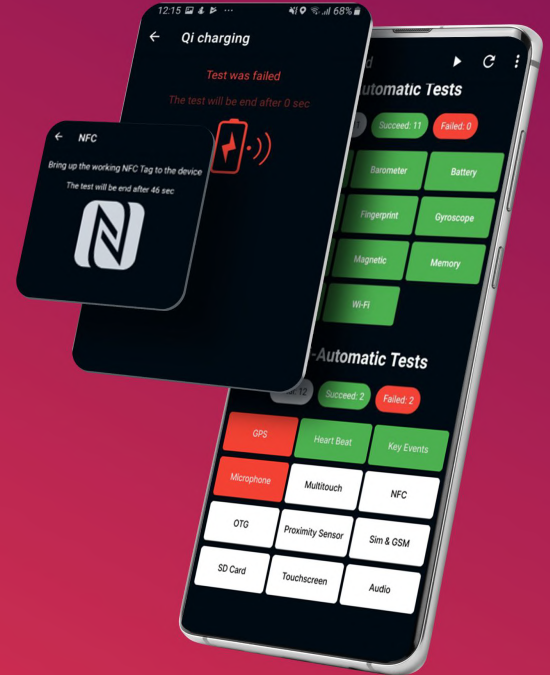 12:15 68%
Qi charging
Test was failed
The test will be end after 0 sec
NFC
Bring up the working NFC Tag to the device
The test will be end after 46 sec
utomatic Tests
Succeed: 11 Failed: 0
Barometer Battery
Fingerprint Gyroscope
Magnetic Memory
Wi-Fi
-Automatic Tests
12 Succeed: 2 Failed: 2
GPS Heart Beat Key Events
Microphone Multitouch NFC
OTG Proximity Sensor Sim & GSM
SD Card Touchscreen Audio